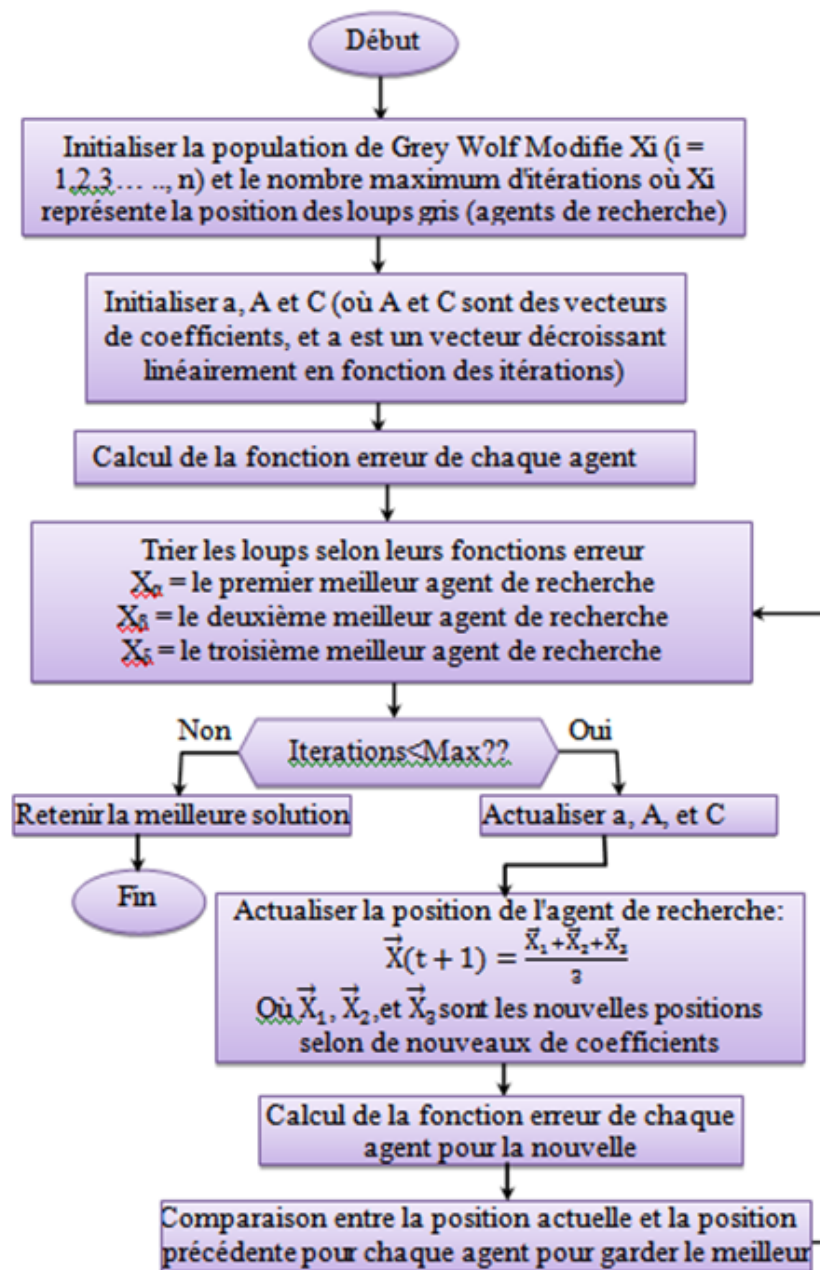 Début
Initialiser la population de Grey Wolf Modifie Xi (i =
1,2,3… .., n) et le nombre maximum d'itérations où Xi
représente la position des loups gris (agents de recherche)
Initialiser a, A et C (où A et C sont des vecteurs
de coefficients, et a est un vecteur décroissant
linéairement en fonction des itérations)
Calcul de la fonction erreur de chaque agent
Trier les loups selon leurs fonctions erreur
Xα = le premier meilleur agent de recherche
Xβ = le deuxième meilleur agent de recherche
Xδ = le troisième meilleur agent de recherche
Non
Iterations<Max??
Oui
Retenir la meilleure solution
Actualiser a, A, et C
Fin
Actualiser la position de l'agent de recherche:
X⃗(t + 1) = (X⃗₁+X⃗₂+X⃗₃)/3
Où X⃗₁, X⃗₂,et X⃗₃ sont les nouvelles positions
selon de nouveaux de coefficients
Calcul de la fonction erreur de chaque
agent pour la nouvelle
Comparaison entre la position actuelle et la position
précédente pour chaque agent pour garder le meilleur